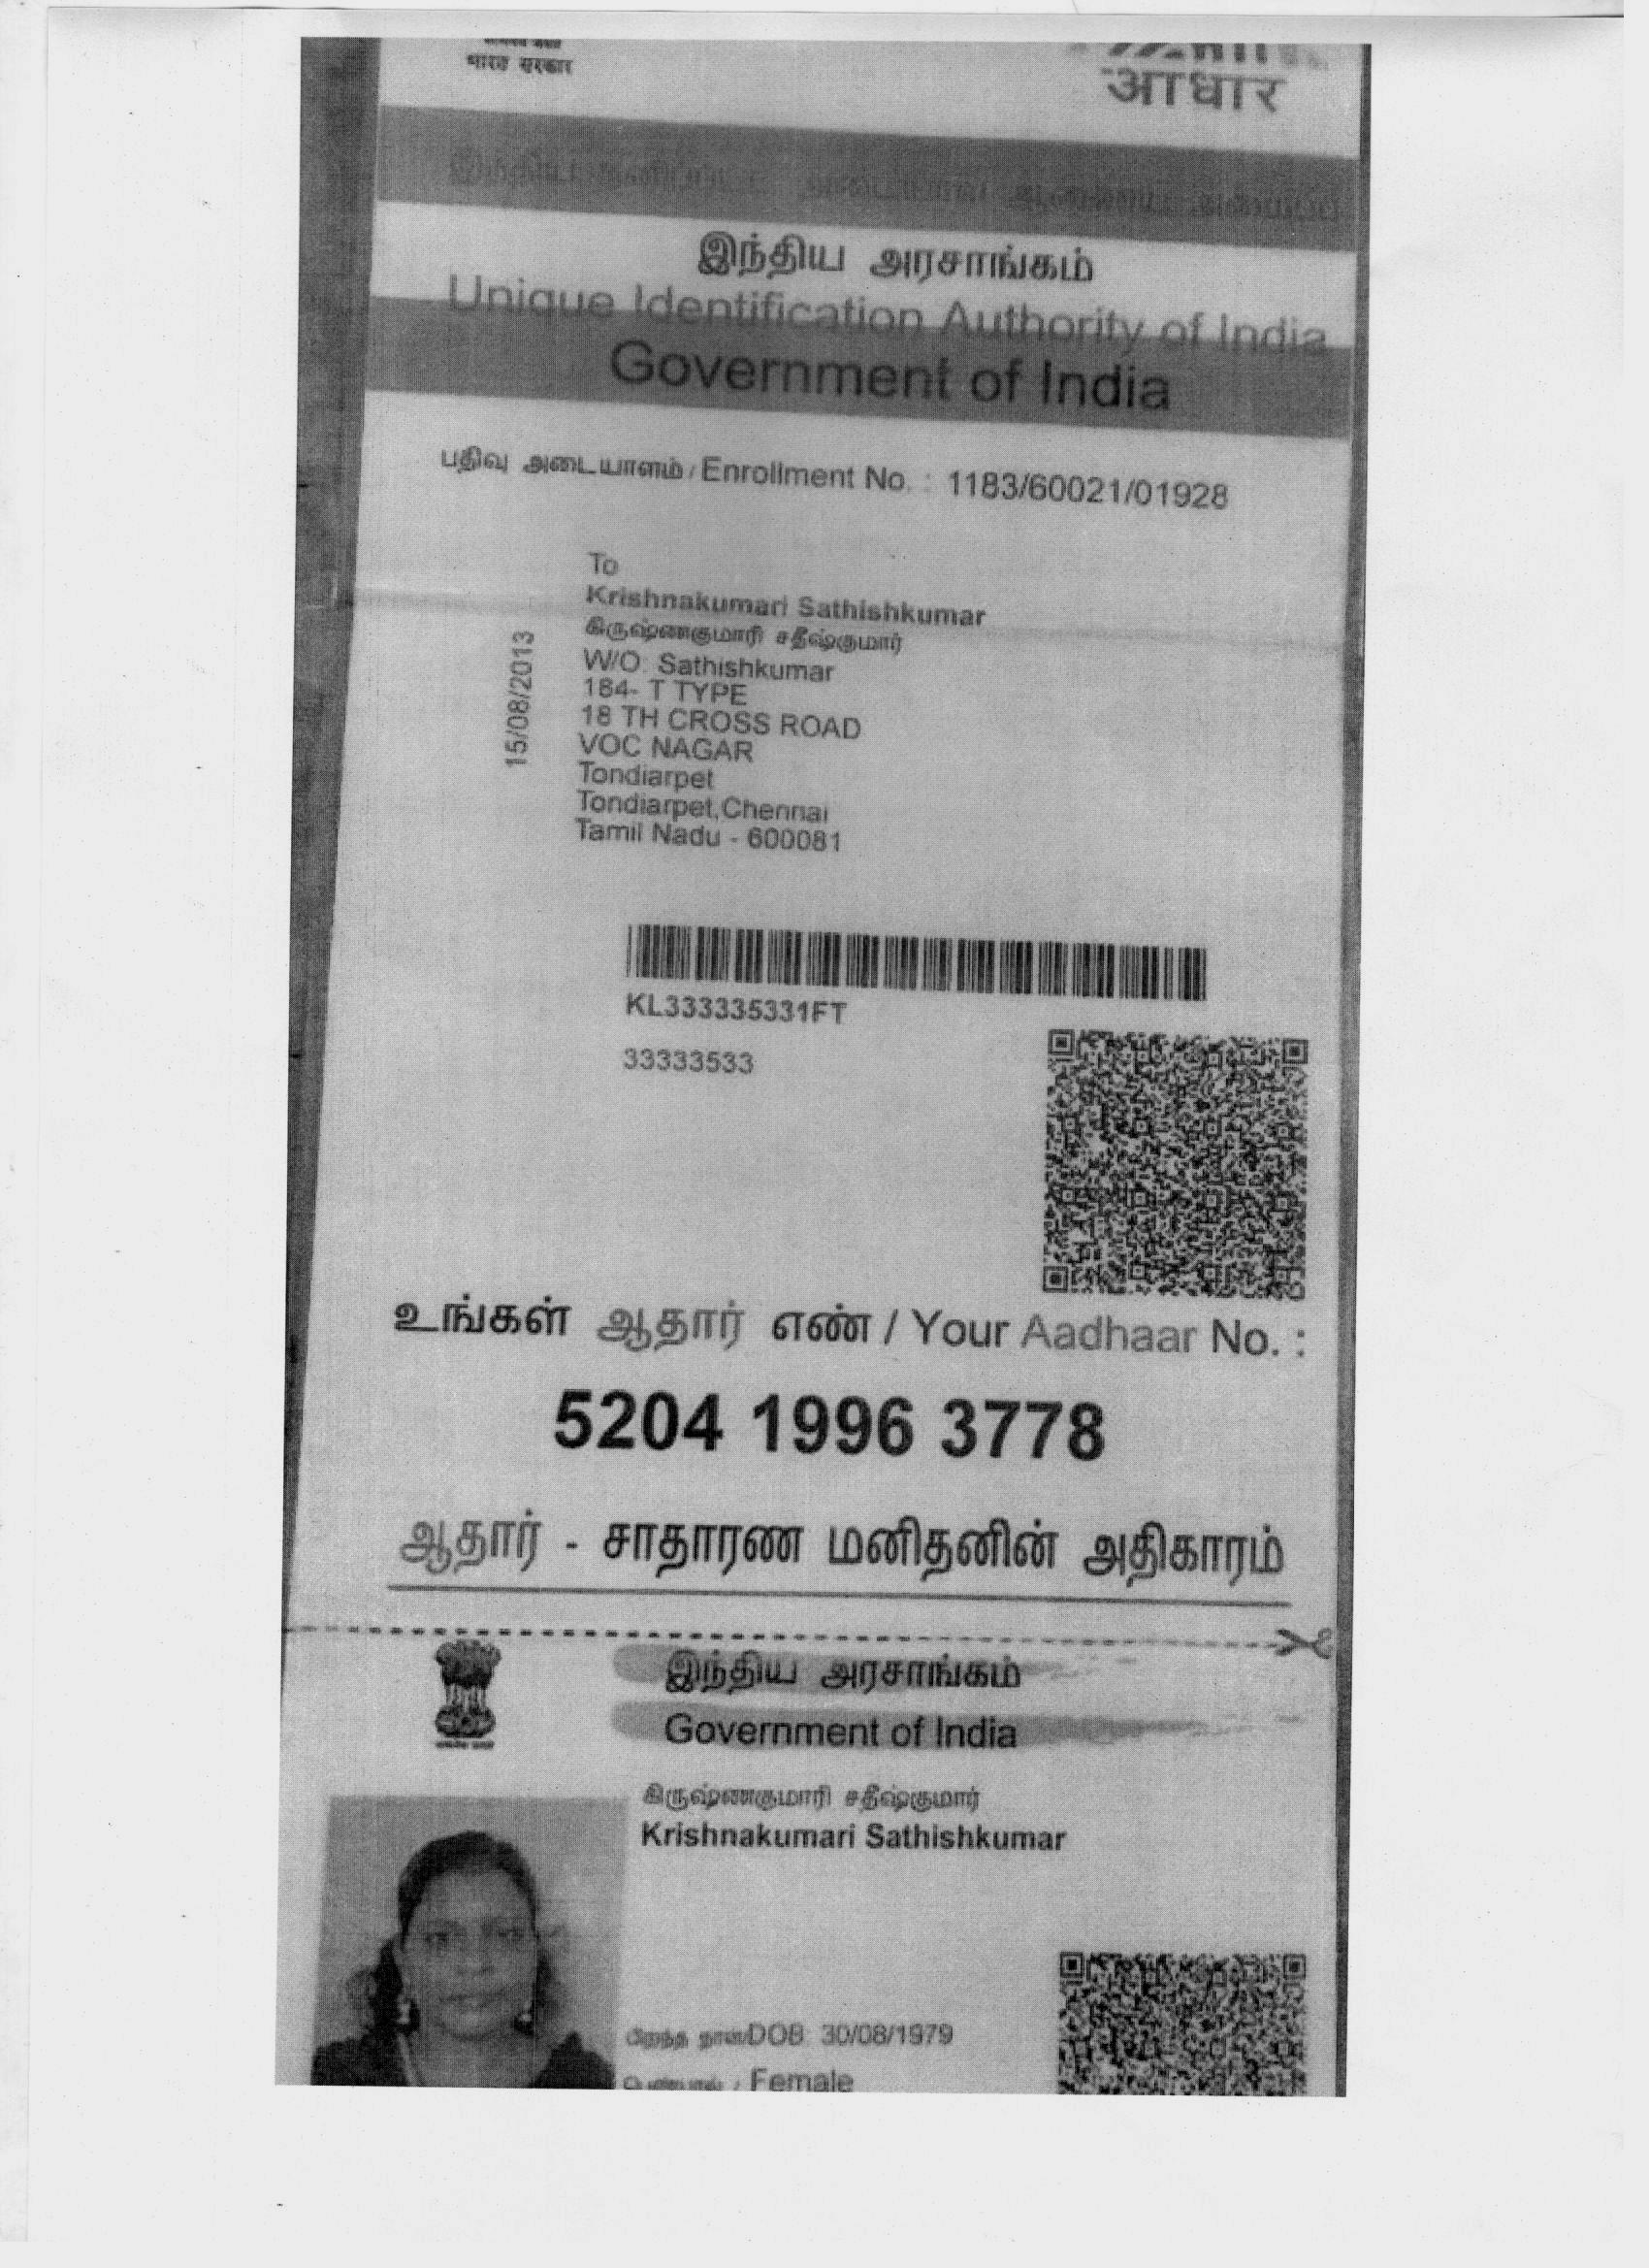 भारत सरकार
आधार
இந்திய அரசாங்கம்
Unique Identification Authority of India
Government of India
பதிவு அடையாளம் / Enrollment No. : 1183/60021/01928
To
Krishnakumari Sathishkumar
கிருஷ்ணகுமாரி சதீஷ்குமார்
W/O: Sathishkumar
184- T TYPE
18 TH CROSS ROAD
VOC NAGAR
Tondiarpet
Tondiarpet,Chennai
Tamil Nadu - 600081
15/08/2013
KL333335331FT
33333533
உங்கள் ஆதார் எண் / Your Aadhaar No. :
5204 1996 3778
ஆதார் - சாதாரண மனிதனின் அதிகாரம்
இந்திய அரசாங்கம்
Government of India
கிருஷ்ணகுமாரி சதீஷ்குமார்
Krishnakumari Sathishkumar
பிறந்த நாள்/DOB 30/08/1979
/ Female